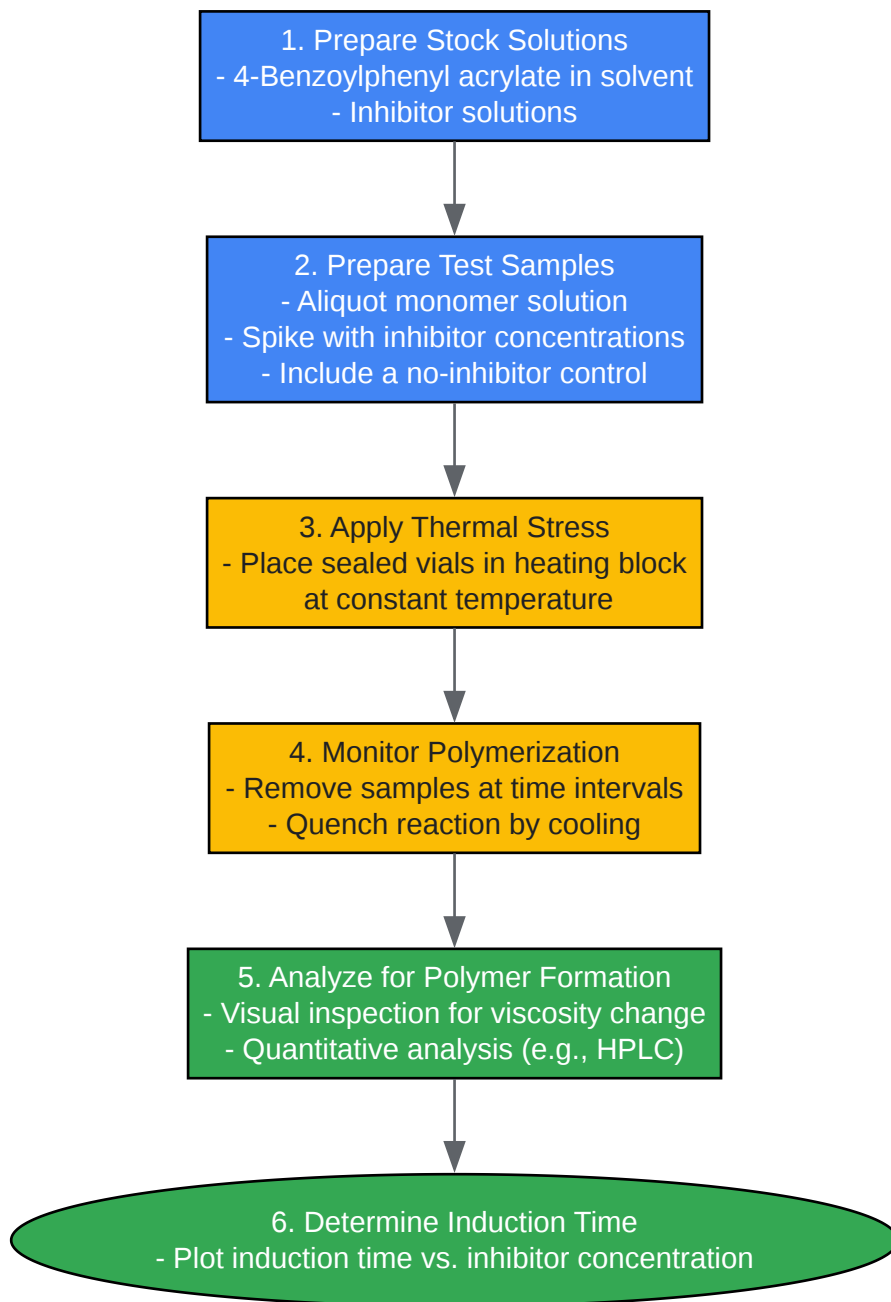 1. Prepare Stock Solutions
- 4-Benzoylphenyl acrylate in solvent
- Inhibitor solutions
2. Prepare Test Samples
- Aliquot monomer solution
- Spike with inhibitor concentrations
- Include a no-inhibitor control
3. Apply Thermal Stress
- Place sealed vials in heating block
at constant temperature
4. Monitor Polymerization
- Remove samples at time intervals
- Quench reaction by cooling
5. Analyze for Polymer Formation
- Visual inspection for viscosity change
- Quantitative analysis (e.g., HPLC)
6. Determine Induction Time
- Plot induction time vs. inhibitor concentration